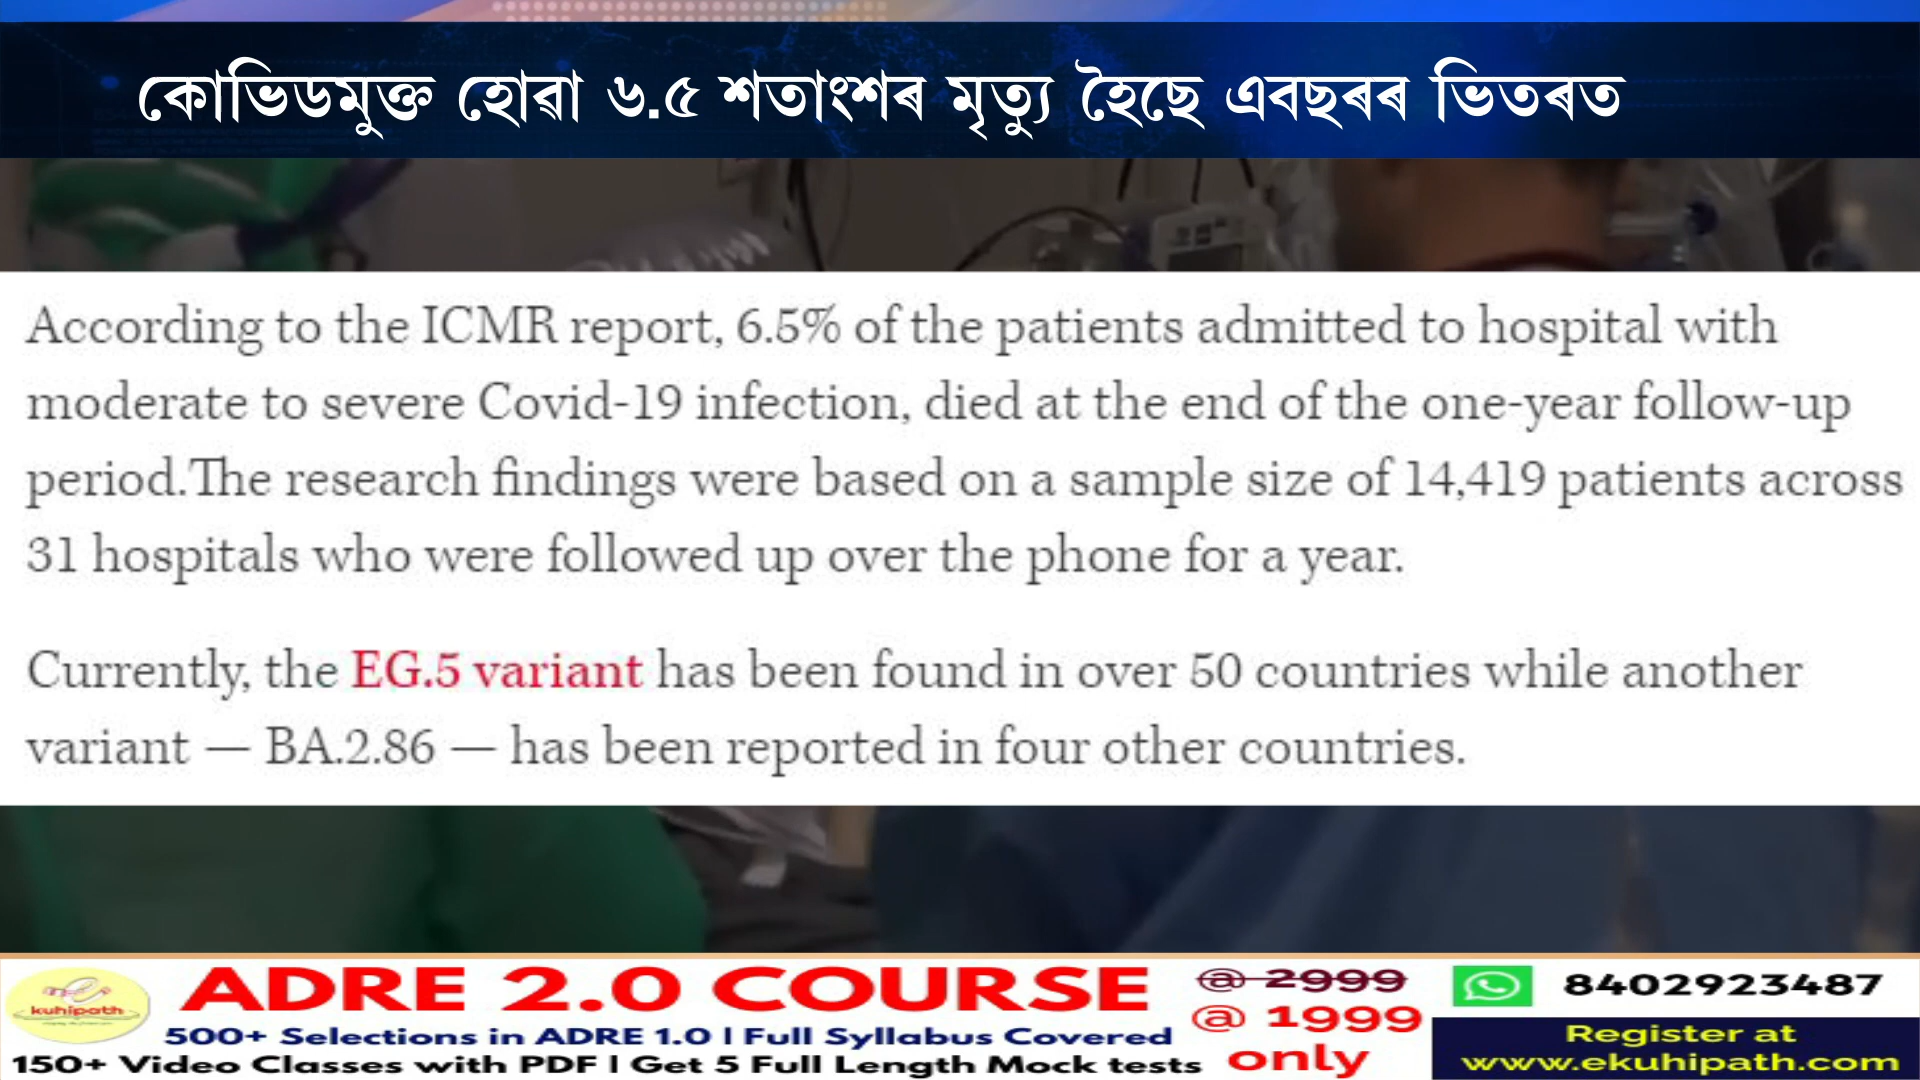 কোভিডমুক্ত হোৱা ৬.৫ শতাংশৰ মৃত্যু হৈছে এবছৰৰ ভিতৰত
According to the ICMR report, 6.5% of the patients admitted to hospital with
moderate to severe Covid-19 infection, died at the end of the one-year follow-up
period.The research findings were based on a sample size of 14,419 patients across
31 hospitals who were followed up over the phone for a year.
Currently, the EG.5 variant has been found in over 50 countries while another
variant — BA.2.86 — has been reported in four other countries.
kuhipath
ADRE 2.0 COURSE
500+ Selections in ADRE 1.0 | Full Syllabus Covered
150+ Video Classes with PDF | Get 5 Full Length Mock tests
@ 2999
@ 1999
only
8402923487
Register at
www.ekuhipath.com